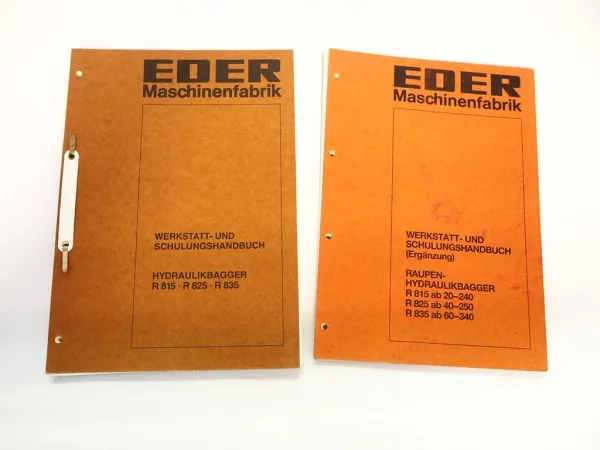 EDER
Maschinenfabrik
WERKSTATT- UND
SCHULUNGSHANDBUCH
HYDRAULIKBAGGER
R 815 · R 825 · R 835
EDER
Maschinenfabrik
WERKSTATT- UND
SCHULUNGSHANDBUCH
(Ergänzung)
RAUPEN-
HYDRAULIKBAGGER
R 815 ab 20–240
R 825 ab 40–250
R 835 ab 60–340